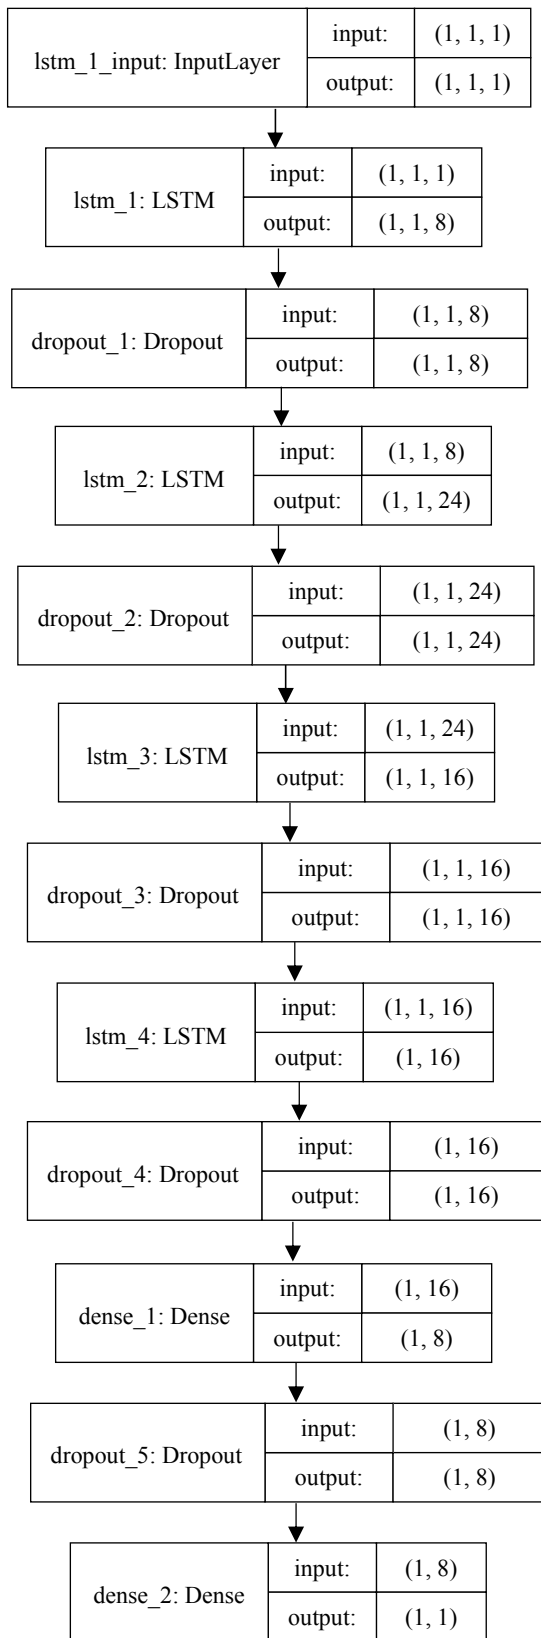 lstm_1_input: InputLayer
input: (1, 1, 1)
output: (1, 1, 1)
lstm_1: LSTM
input: (1, 1, 1)
output: (1, 1, 8)
dropout_1: Dropout
input: (1, 1, 8)
output: (1, 1, 8)
lstm_2: LSTM
input: (1, 1, 8)
output: (1, 1, 24)
dropout_2: Dropout
input: (1, 1, 24)
output: (1, 1, 24)
lstm_3: LSTM
input: (1, 1, 24)
output: (1, 1, 16)
dropout_3: Dropout
input: (1, 1, 16)
output: (1, 1, 16)
lstm_4: LSTM
input: (1, 1, 16)
output: (1, 16)
dropout_4: Dropout
input: (1, 16)
output: (1, 16)
dense_1: Dense
input: (1, 16)
output: (1, 8)
dropout_5: Dropout
input: (1, 8)
output: (1, 8)
dense_2: Dense
input: (1, 8)
output: (1, 1)